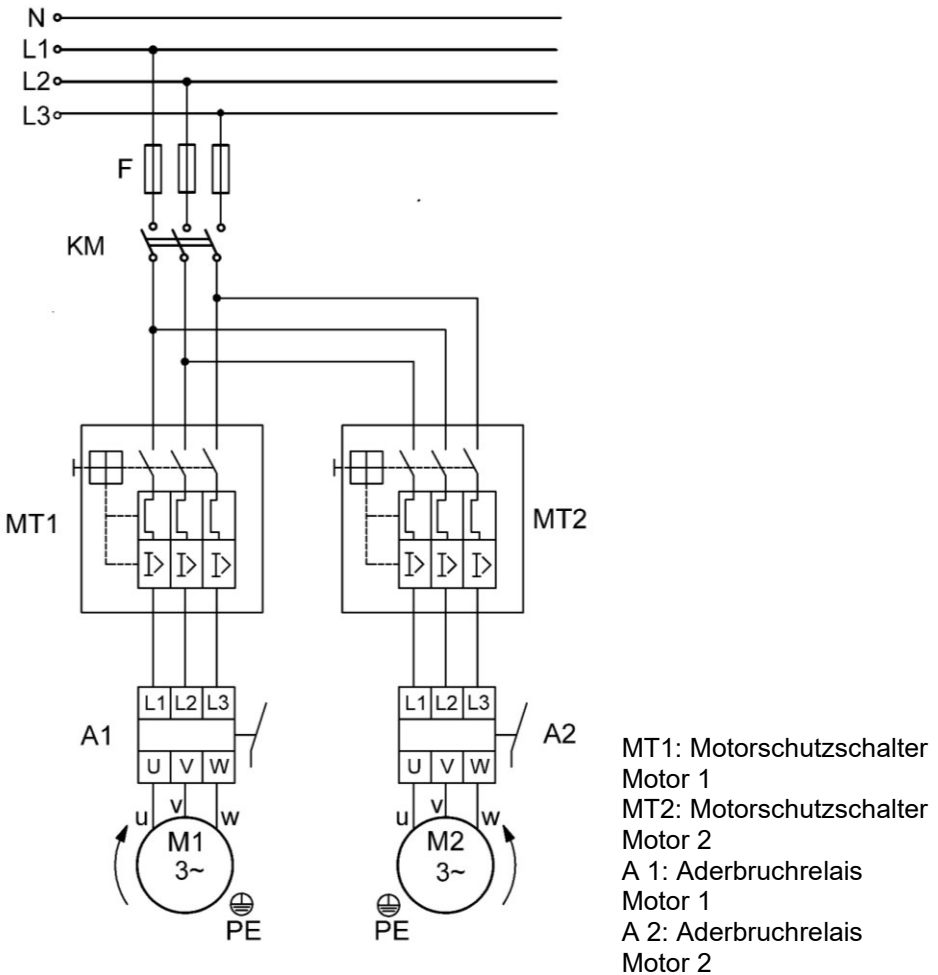 N
L1
L2
L3
F
KM
MT1
MT2
I> I> I>
I> I> I>
L1 L2 L3
L1 L2 L3
A1
A2
U V W
U V W
u v w
u v w
M1
3~
M2
3~
PE
PE
MT1: Motorschutzschalter
Motor 1
MT2: Motorschutzschalter
Motor 2
A 1: Aderbruchrelais
Motor 1
A 2: Aderbruchrelais
Motor 2